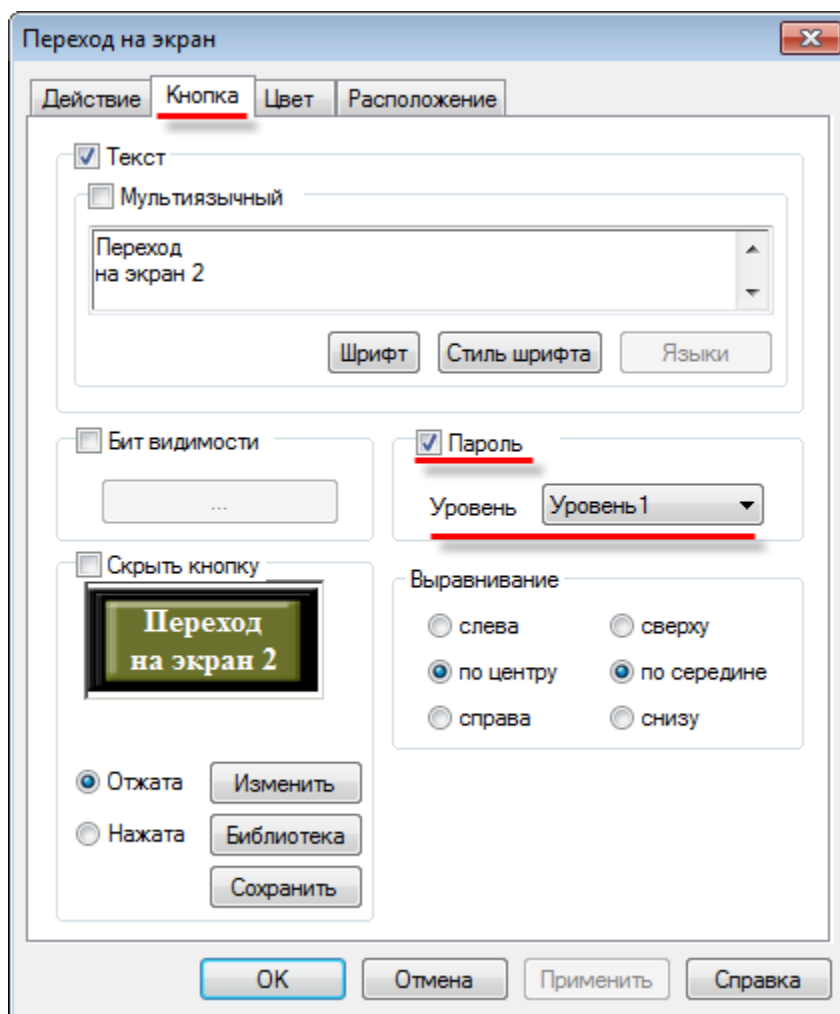 Переход на экран
Действие Кнопка Цвет Расположение
Текст
Мультиязычный
Переход
на экран 2
Шрифт Стиль шрифта Языки
Бит видимости
...
Пароль
Уровень Уровень1
Скрыть кнопку
Переход
на экран 2
Выравнивание
слева сверху
по центру по середине
справа снизу
Отжата Изменить
Нажата Библиотека
Сохранить
OK Отмена Применить Справка